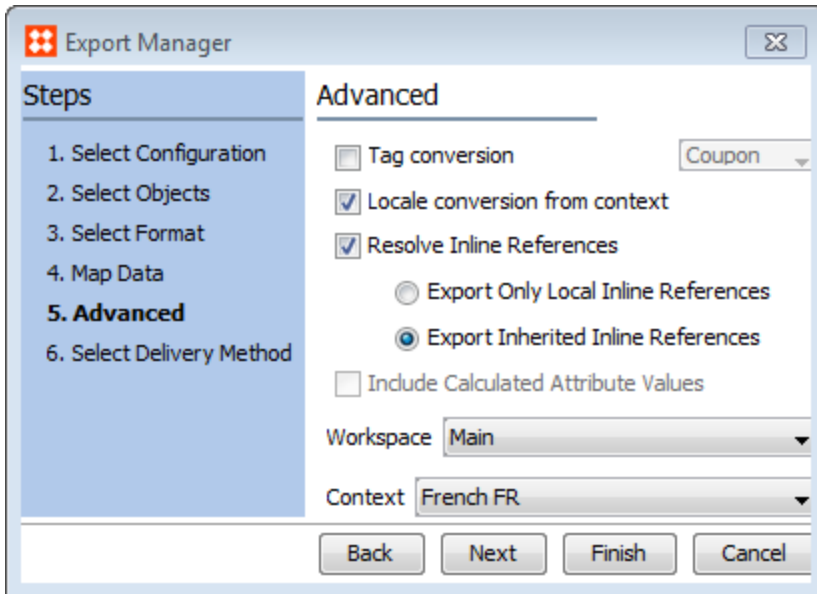 Export Manager
Steps
1. Select Configuration
2. Select Objects
3. Select Format
4. Map Data
5. Advanced
6. Select Delivery Method
Advanced
Tag conversion Coupon
Locale conversion from context
Resolve Inline References
Export Only Local Inline References
Export Inherited Inline References
Include Calculated Attribute Values
Workspace Main
Context French FR
Back Next Finish Cancel